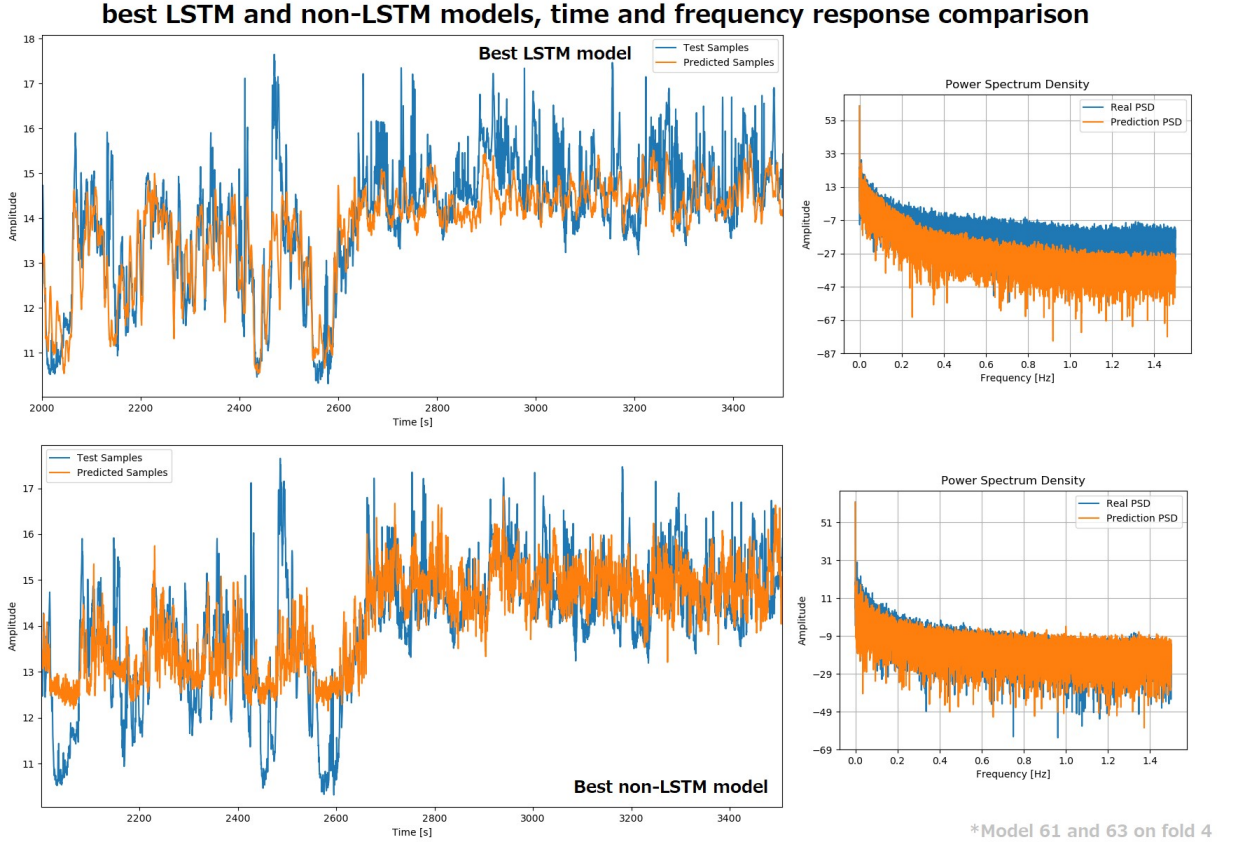 best LSTM and non-LSTM models, time and frequency response comparison
Best LSTM model
Test Samples
Predicted Samples
Amplitude
18
17
16
15
14
13
12
11
2000 2200 2400 2600 2800 3000 3200 3400
Time [s]
Power Spectrum Density
Real PSD
Prediction PSD
Amplitude
53
33
13
−7
−27
−47
−67
−87
0.0 0.2 0.4 0.6 0.8 1.0 1.2 1.4
Frequency [Hz]
Test Samples
Predicted Samples
Amplitude
17
16
15
14
13
12
11
Best non-LSTM model
2200 2400 2600 2800 3000 3200 3400
Time [s]
Power Spectrum Density
Real PSD
Prediction PSD
Amplitude
51
31
11
−9
−29
−49
−69
0.0 0.2 0.4 0.6 0.8 1.0 1.2 1.4
Frequency [Hz]
*Model 61 and 63 on fold 4